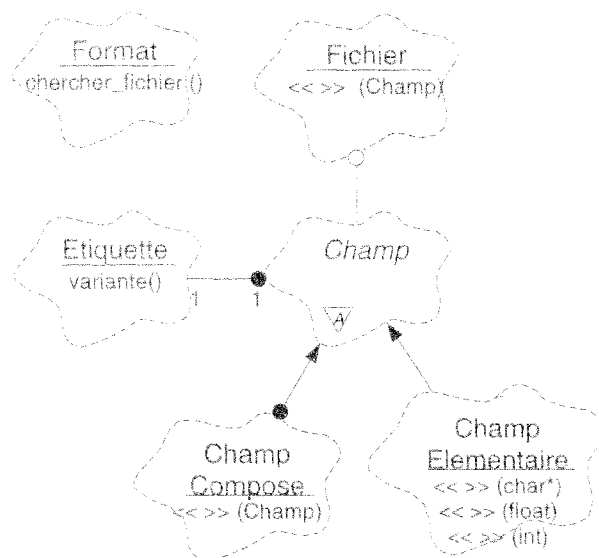 Format
chercher_fichier()
Fichier
<< >> (Champ)
Etiquette
variante()
1
1
Champ
A
Champ
Compose
<< >> (Champ)
Champ
Elementaire
<< >> (char*)
<< >> (float)
<< >> (int)